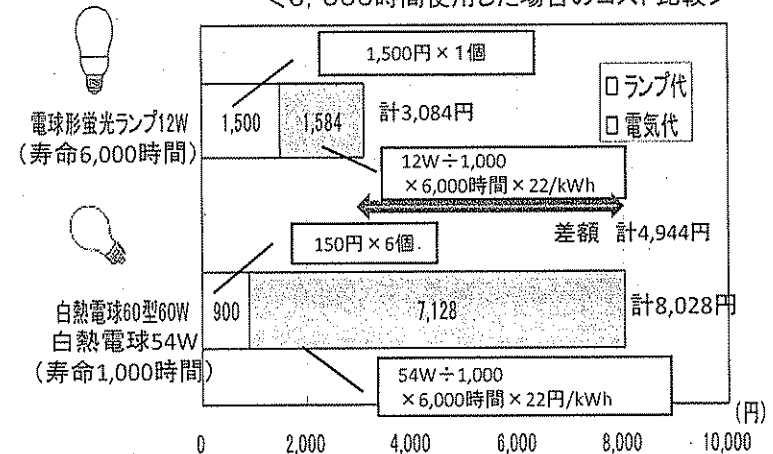 <6,000時間使用した場合のコスト比較>
1,500円×1個
ロランプ代
ロ電気代
1,500
1,584
計3,084円
電球形蛍光ランプ12W
(寿命6,000時間)
12W÷1,000
×6,000時間×22/kWh
差額 計4,944円
150円×6個.
白熱電球60型60W
900
7,128
計8,028円
白熱電球54W
(寿命1,000時間)
54W÷1,000
×6,000時間×22円/kWh
(円)
0 2,000 4,000 6,000 8,000 10,000